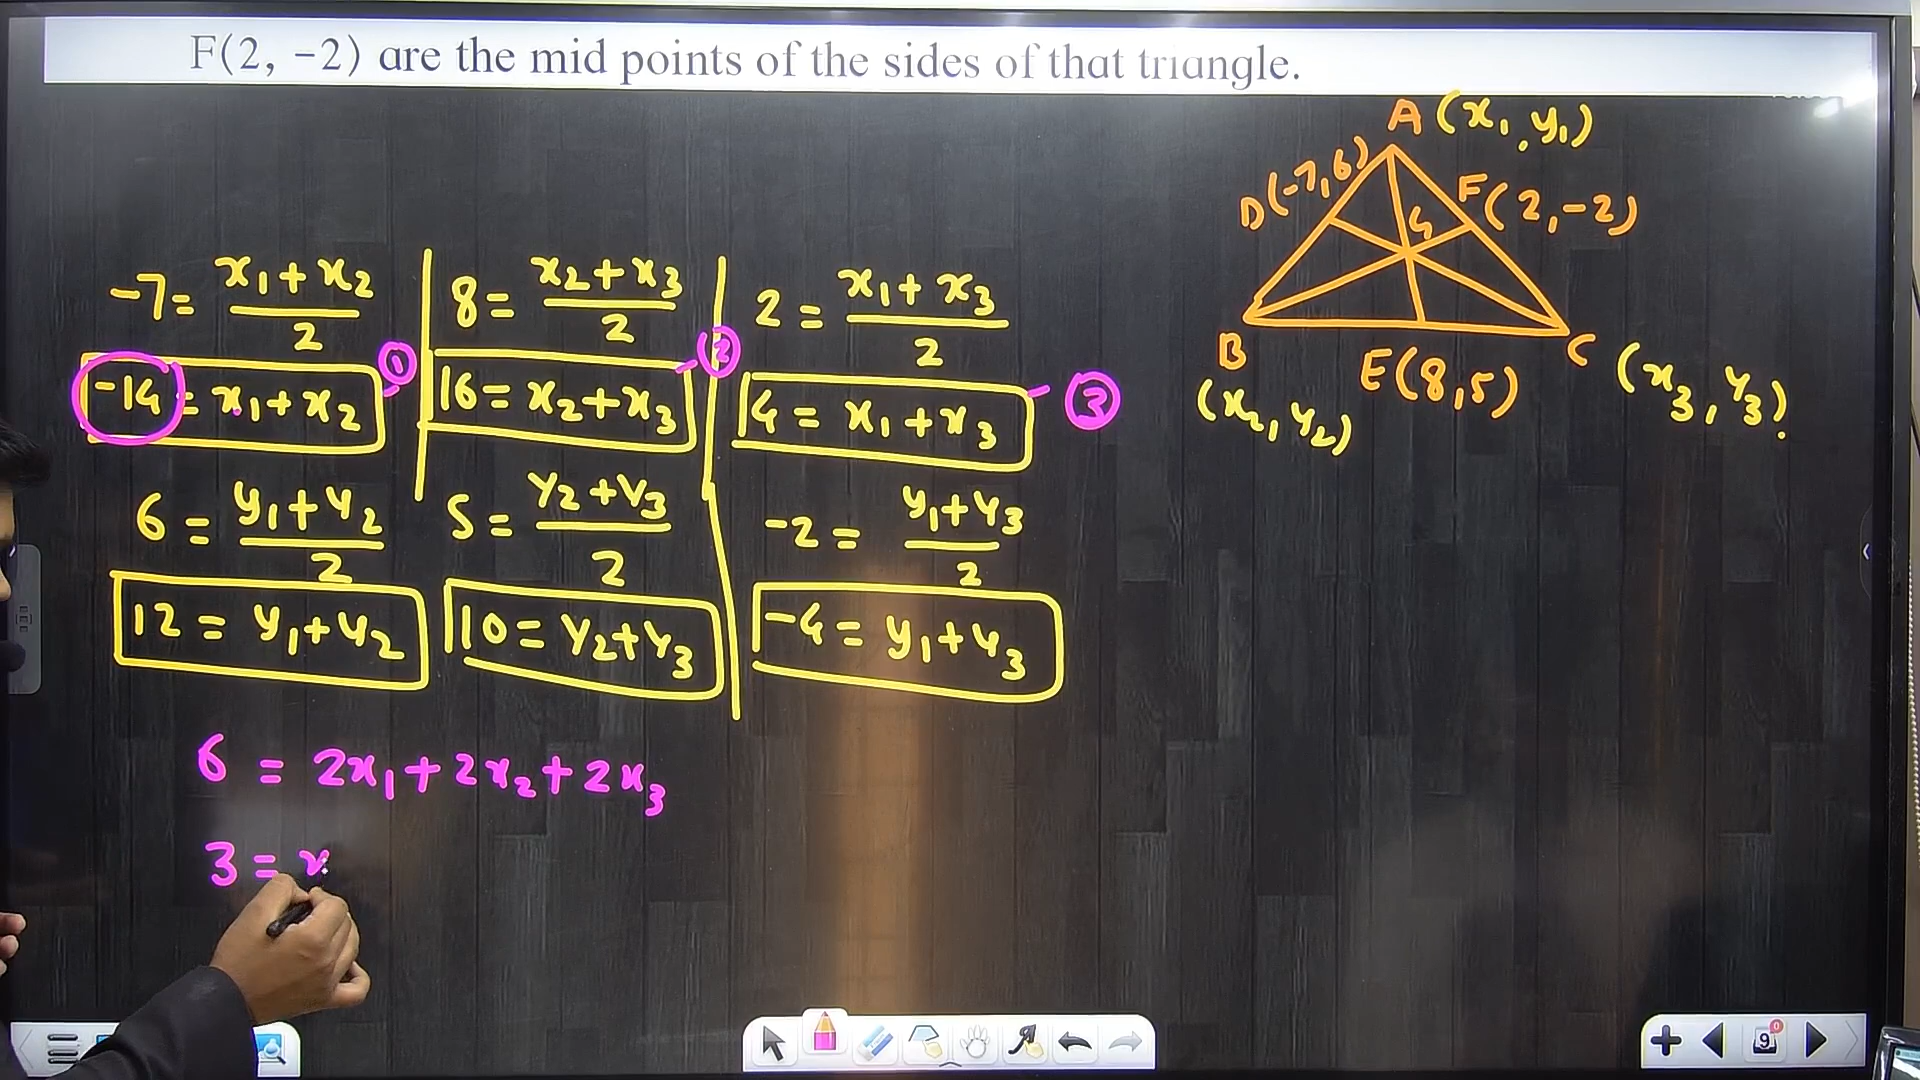 F(2, -2) are the mid points of the sides of that triangle.
A (x₁, y₁)
D(-7,6) F(2,-2)
G
B E(8,5) C (x₃, y₃)
(x₂, y₂)
-7 = x₁+x₂/2 8 = x₂+x₃/2 2 = x₁+x₃/2
-14 = x₁+x₂ ① 16 = x₂+x₃ ② 4 = x₁+x₃ ③
6 = y₁+y₂/2 5 = y₂+y₃/2 -2 = y₁+y₃/2
12 = y₁+y₂ 10 = y₂+y₃ -4 = y₁+y₃
6 = 2x₁+2x₂+2x₃
3 = x
9 0